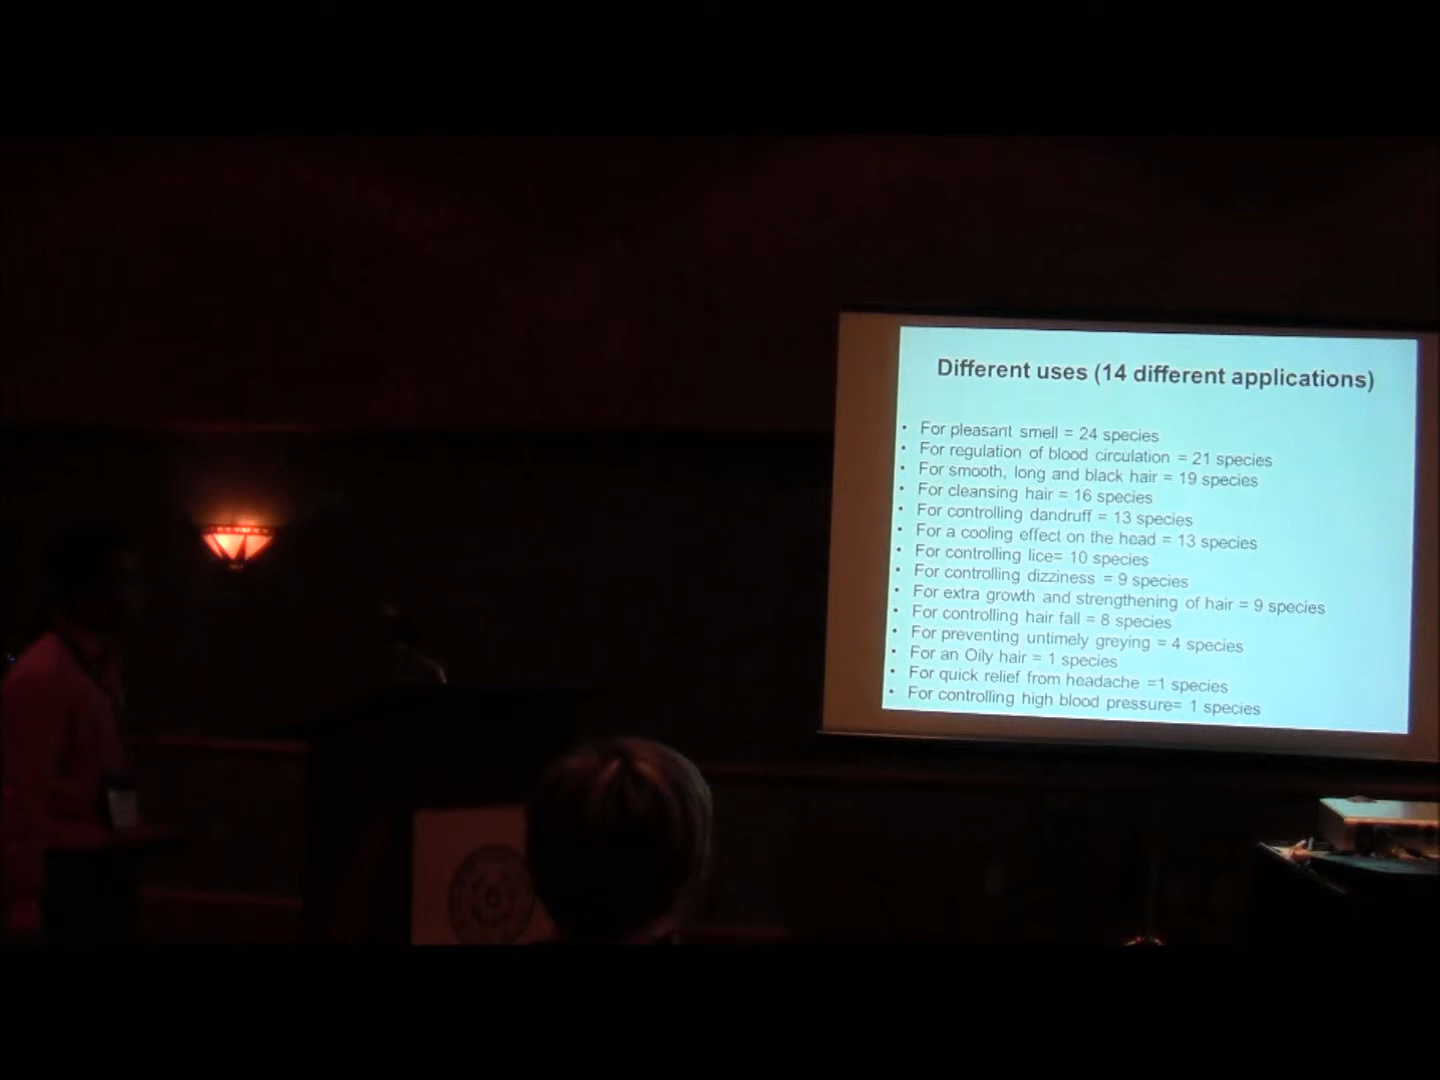 Different uses (14 different applications)
• For pleasant smell = 24 species
• For regulation of blood circulation = 21 species
• For smooth, long and black hair = 19 species
• For cleansing hair = 16 species
• For controlling dandruff = 13 species
• For a cooling effect on the head = 13 species
• For controlling lice= 10 species
• For controlling dizziness = 9 species
• For extra growth and strengthening of hair = 9 species
• For controlling hair fall = 8 species
• For preventing untimely greying = 4 species
• For an Oily hair = 1 species
• For quick relief from headache =1 species
• For controlling high blood pressure= 1 species